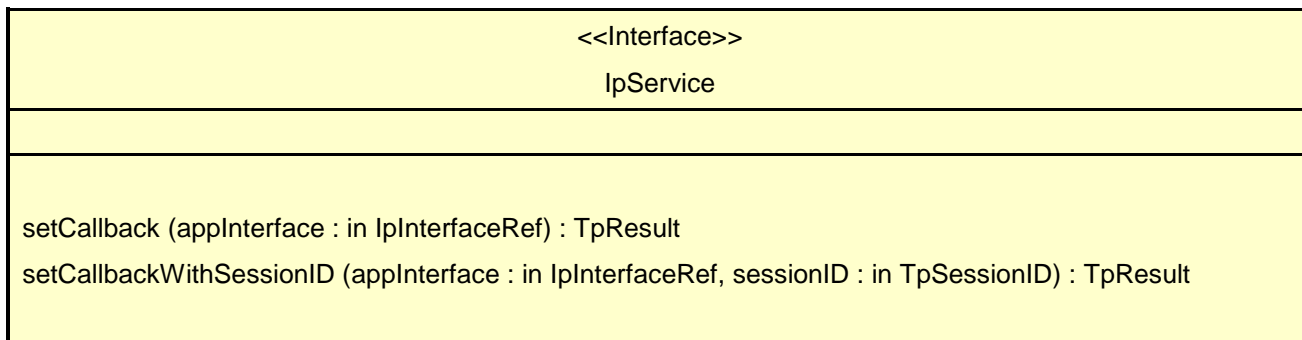 <<Interface>>
IpService
setCallback (appInterface : in IpInterfaceRef) : TpResult
setCallbackWithSessionID (appInterface : in IpInterfaceRef, sessionID : in TpSessionID) : TpResult